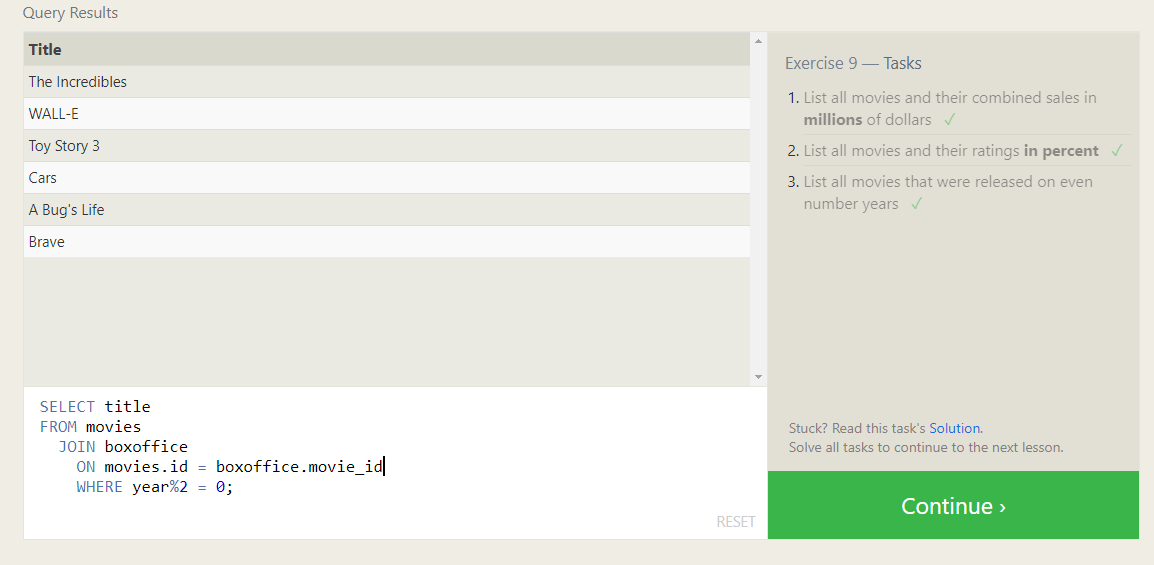 Query Results
Title
The Incredibles
WALL-E
Toy Story 3
Cars
A Bug's Life
Brave
SELECT title
FROM movies
JOIN boxoffice
ON movies.id = boxoffice.movie_id
WHERE year%2 = 0;
RESET
Exercise 9 — Tasks
1. List all movies and their combined sales in
millions of dollars ✓
2. List all movies and their ratings in percent ✓
3. List all movies that were released on even
number years ✓
Stuck? Read this task's Solution.
Solve all tasks to continue to the next lesson.
Continue ›